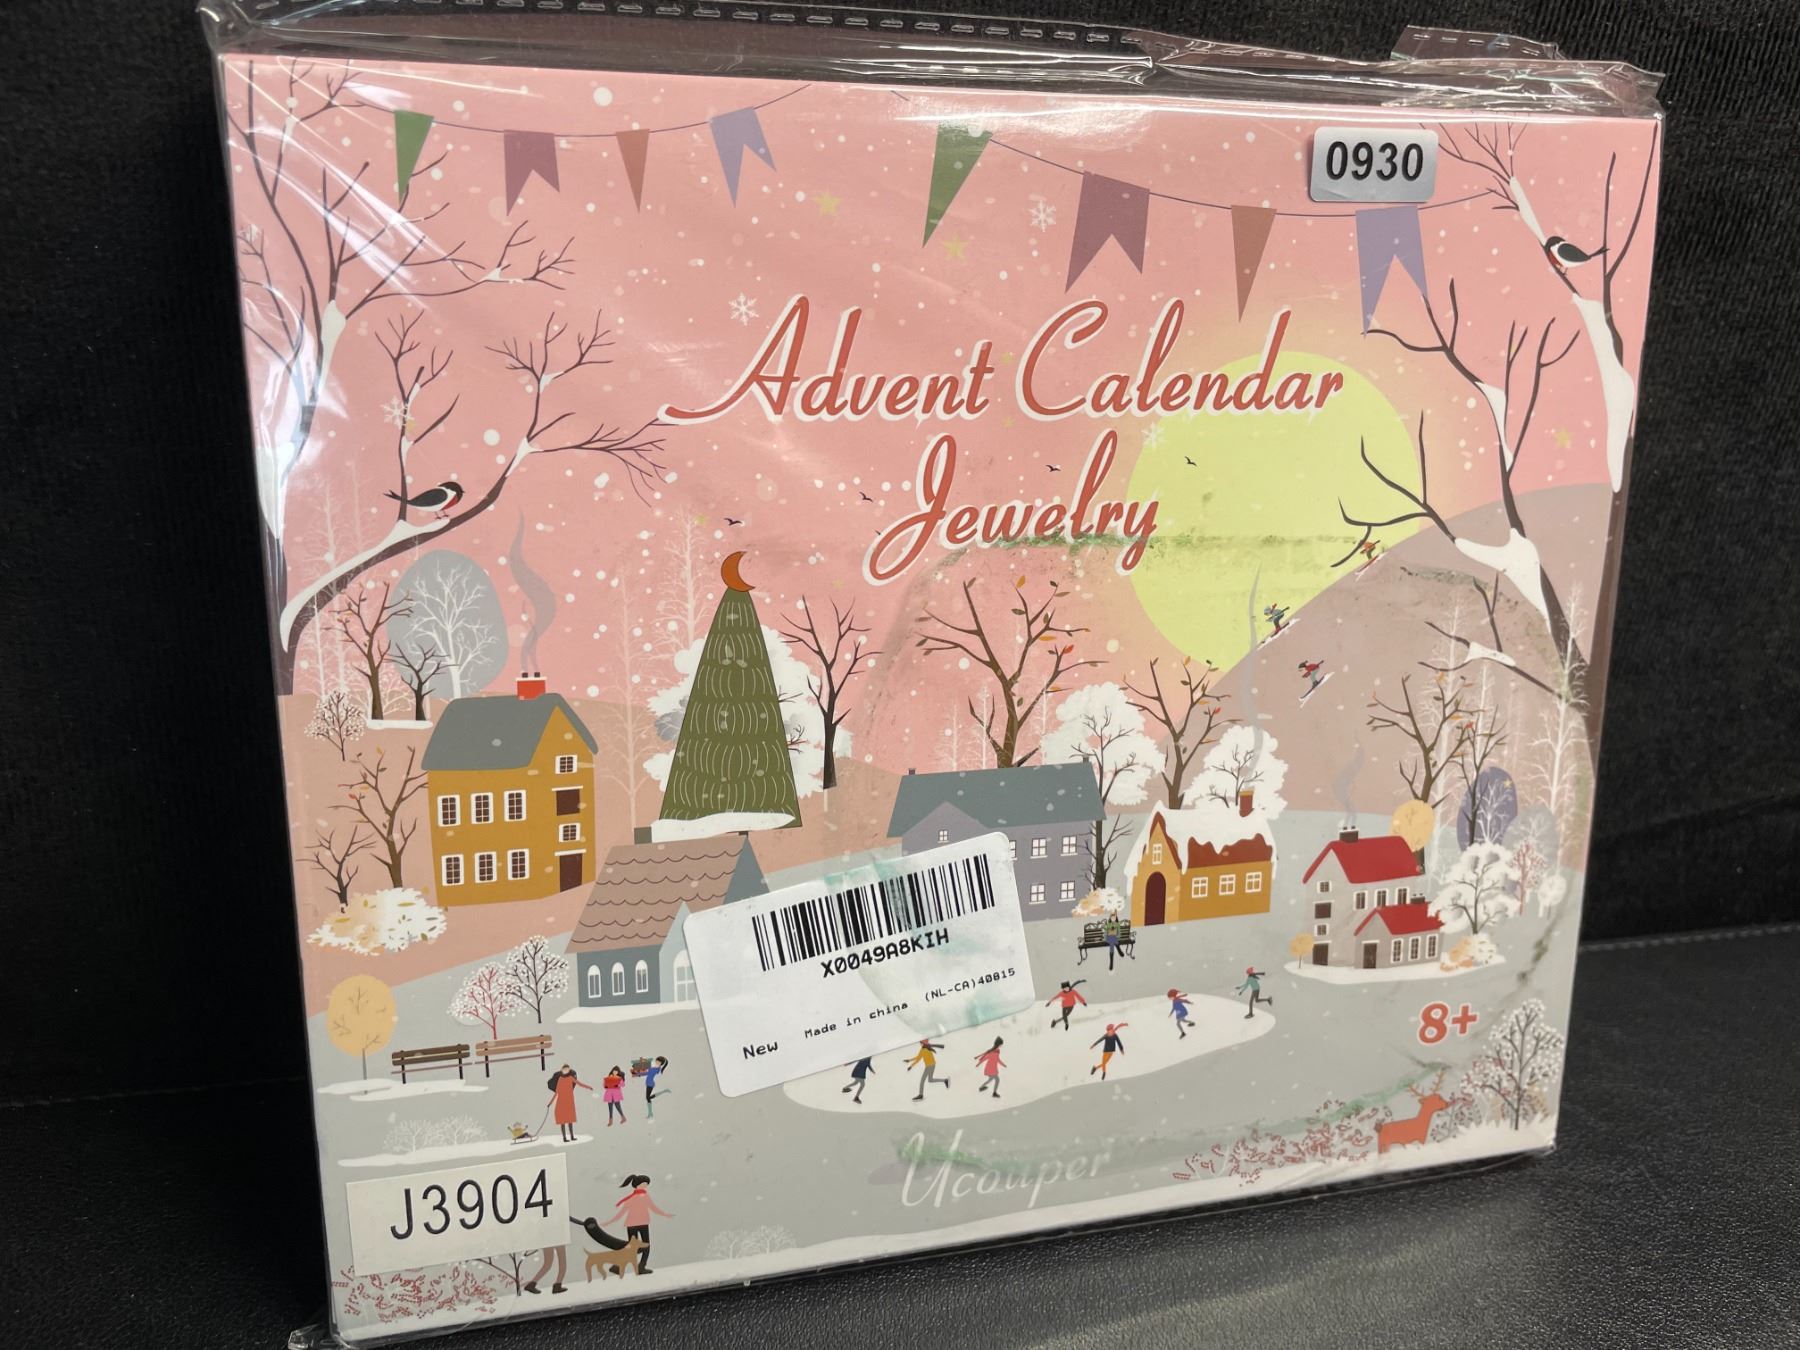 0930
Advent Calendar
Jewelry
X0049A8KIH
New Made in china (NL-CA)40815
8+
Ucouper
J3904